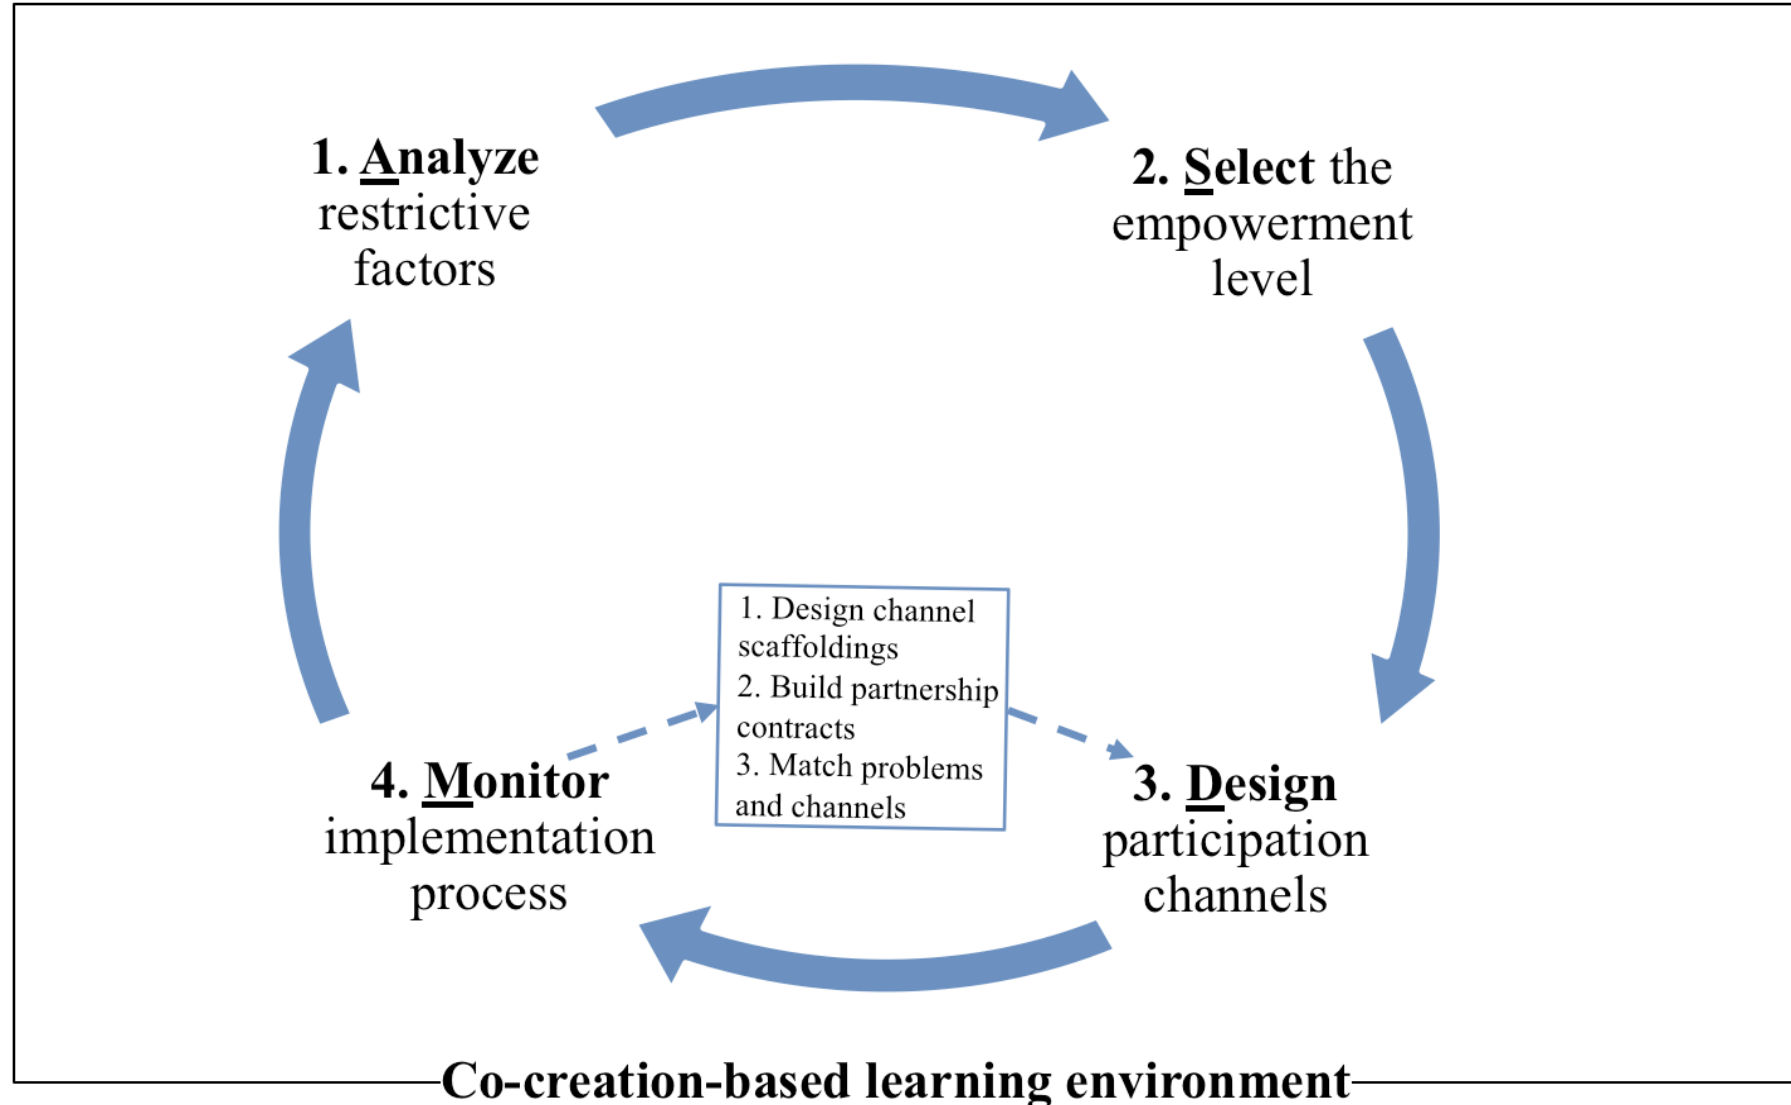 1. Analyze
restrictive
factors
2. Select the
empowerment
level
1. Design channel
scaffoldings
2. Build partnership
contracts
3. Match problems
and channels
3. Design
participation
channels
4. Monitor
implementation
process
Co-creation-based learning environment